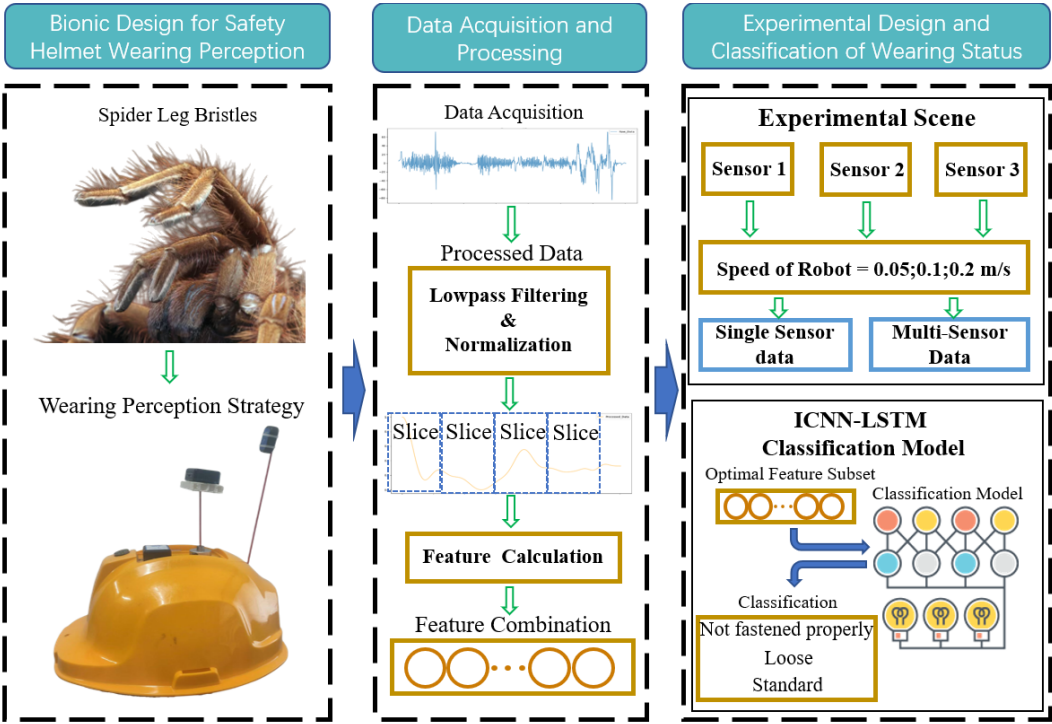 Bionic Design for Safety
Helmet Wearing Perception
Spider Leg Bristles
Wearing Perception Strategy
Data Acquisition and
Processing
Data Acquisition
Processed Data
Lowpass Filtering
&
Normalization
Slice Slice Slice Slice
Feature Calculation
Feature Combination
Experimental Design and
Classification of Wearing Status
Experimental Scene
Sensor 1 Sensor 2 Sensor 3
Speed of Robot = 0.05;0.1;0.2 m/s
Single Sensor
data
Multi-Sensor
Data
ICNN-LSTM
Classification Model
Optimal Feature Subset
Classification Model
Classification
Not fastened properly
Loose
Standard